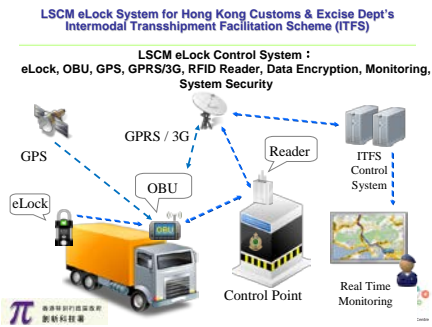 LSCM eLock System for Hong Kong Customs & Excise Dept's
Intermodal Transshipment Facilitation Scheme (ITFS)
LSCM eLock Control System：
eLock, OBU, GPS, GPRS/3G, RFID Reader, Data Encryption, Monitoring,
System Security
GPRS / 3G
Reader
GPS
ITFS
Control
System
OBU
eLock
OBU
Control Point
Real Time
Monitoring
香港特別行政區政府
創新科技署